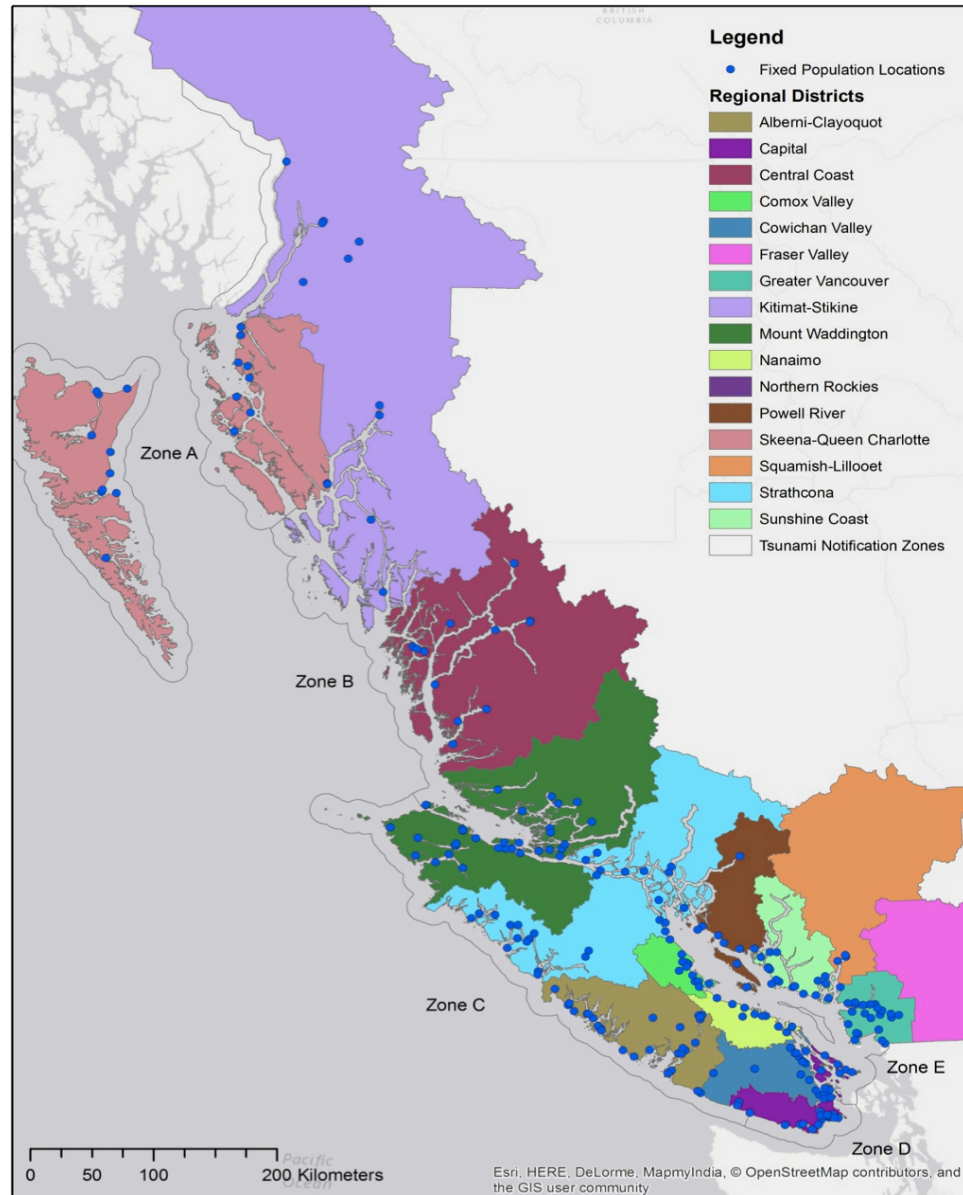 BRITISH
COLUMBIA
Legend
Fixed Population Locations
Regional Districts
Alberni-Clayoquot
Capital
Central Coast
Comox Valley
Cowichan Valley
Fraser Valley
Greater Vancouver
Kitimat-Stikine
Mount Waddington
Nanaimo
Northern Rockies
Powell River
Skeena-Queen Charlotte
Squamish-Lillooet
Strathcona
Sunshine Coast
Tsunami Notification Zones
Zone A
Zone B
Zone C
Zone E
Zone D
0 50 100 200 Kilometers
Pacific
Ocean
Esri, HERE, DeLorme, MapmyIndia, © OpenStreetMap contributors, and
the GIS user community